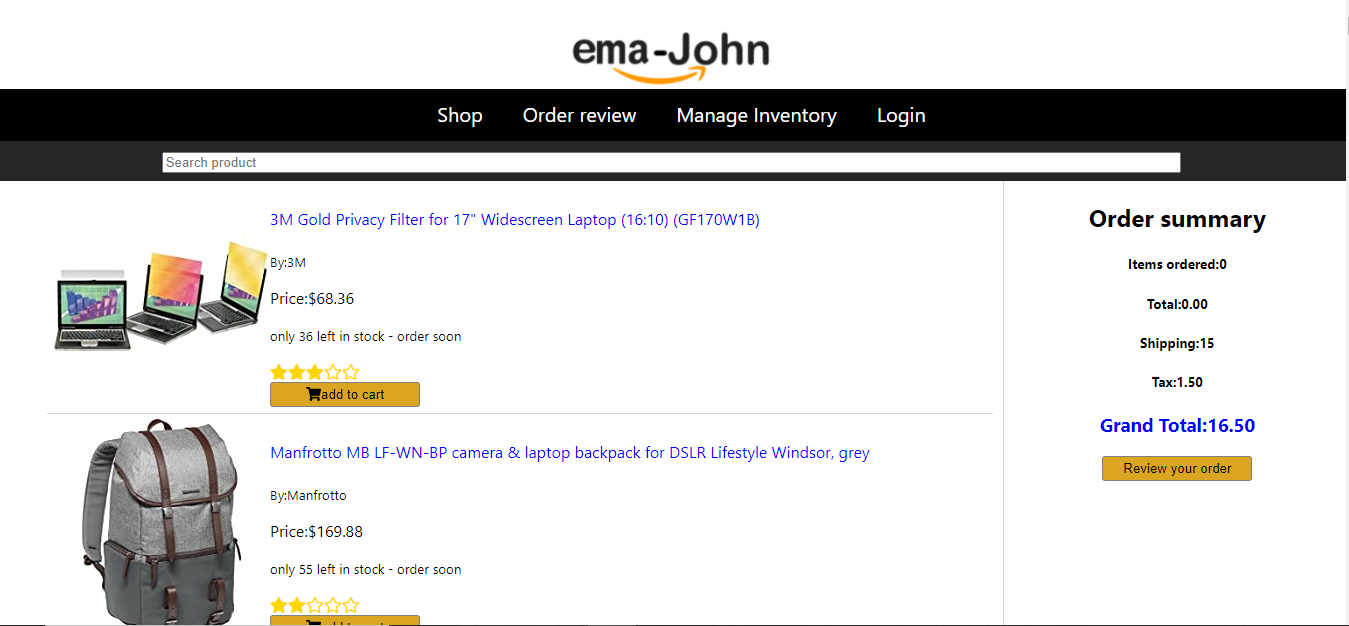 ema-John
Shop Order review Manage Inventory Login
Search product
3M Gold Privacy Filter for 17" Widescreen Laptop (16:10) (GF170W1B)
By:3M
Price:$68.36
only 36 left in stock - order soon
add to cart
Manfrotto MB LF-WN-BP camera & laptop backpack for DSLR Lifestyle Windsor, grey
By:Manfrotto
Price:$169.88
only 55 left in stock - order soon
Order summary
Items ordered:0
Total:0.00
Shipping:15
Tax:1.50
Grand Total:16.50
Review your order